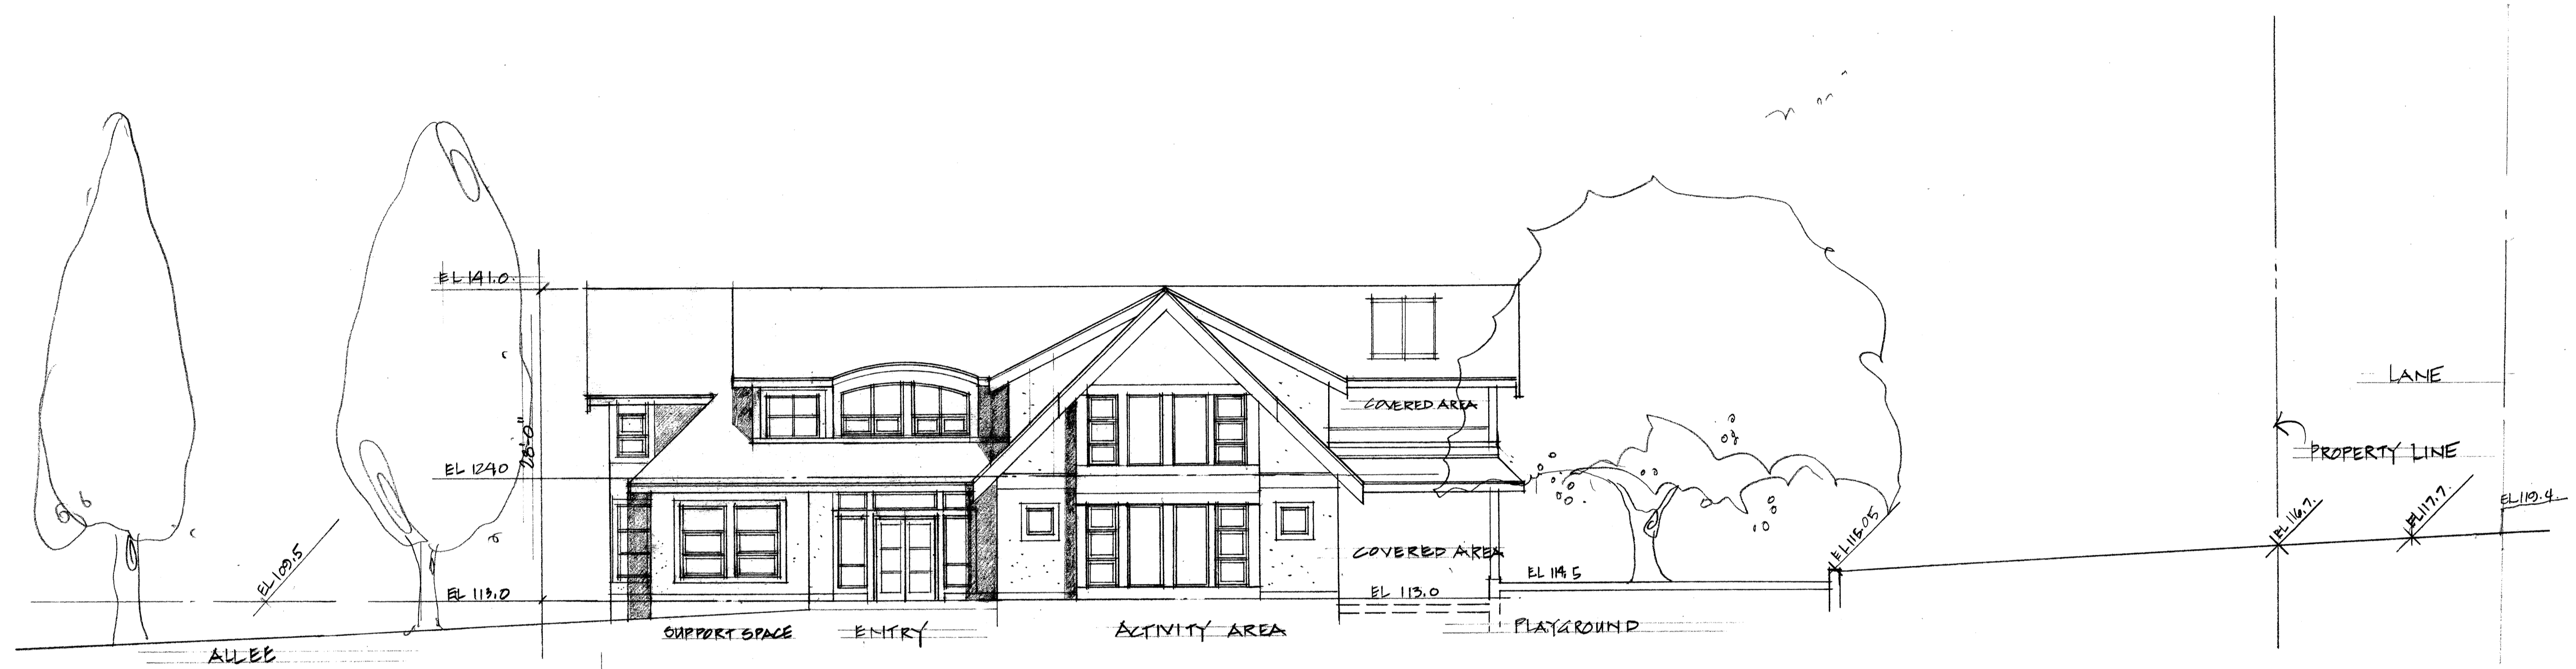 EL 141.0
28'-0"
EL 124.0
EL 109.5
EL 113.0
ALLEE
SUPPORT SPACE
ENTRY
ACTIVITY AREA
COVERED AREA
COVERED AREA
EL 113.0
EL 114.5
PLAYGROUND
EL 115.05
LANE
PROPERTY LINE
EL 116.7
EL 117.7
EL 119.4